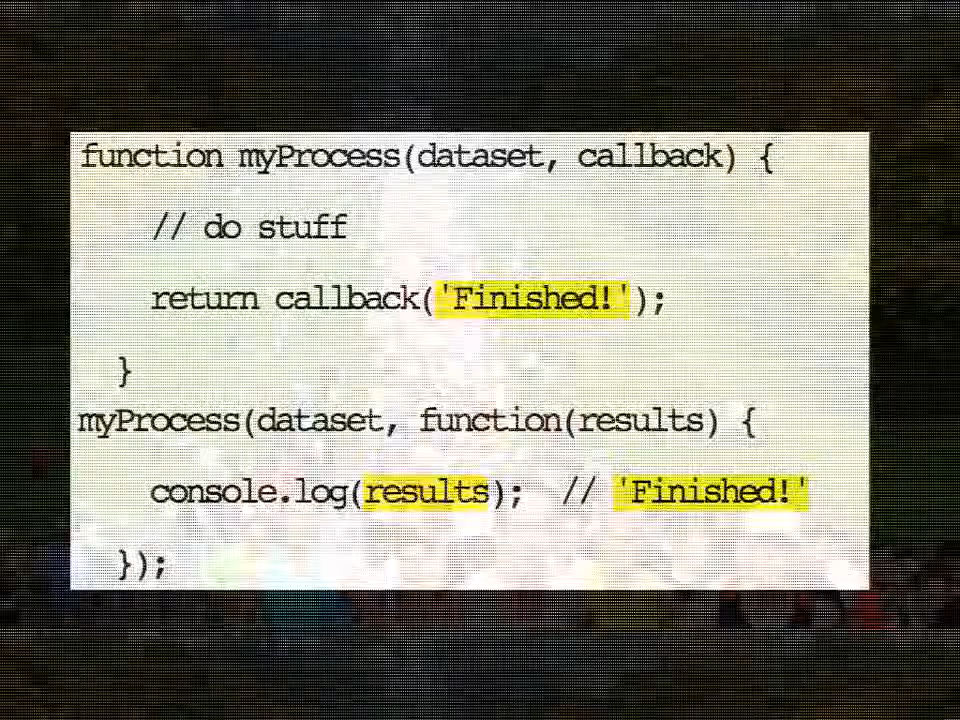 function myProcess(dataset, callback) {
// do stuff
return callback('Finished!');
}
myProcess(dataset, function(results) {
console.log(results); // 'Finished!'
});